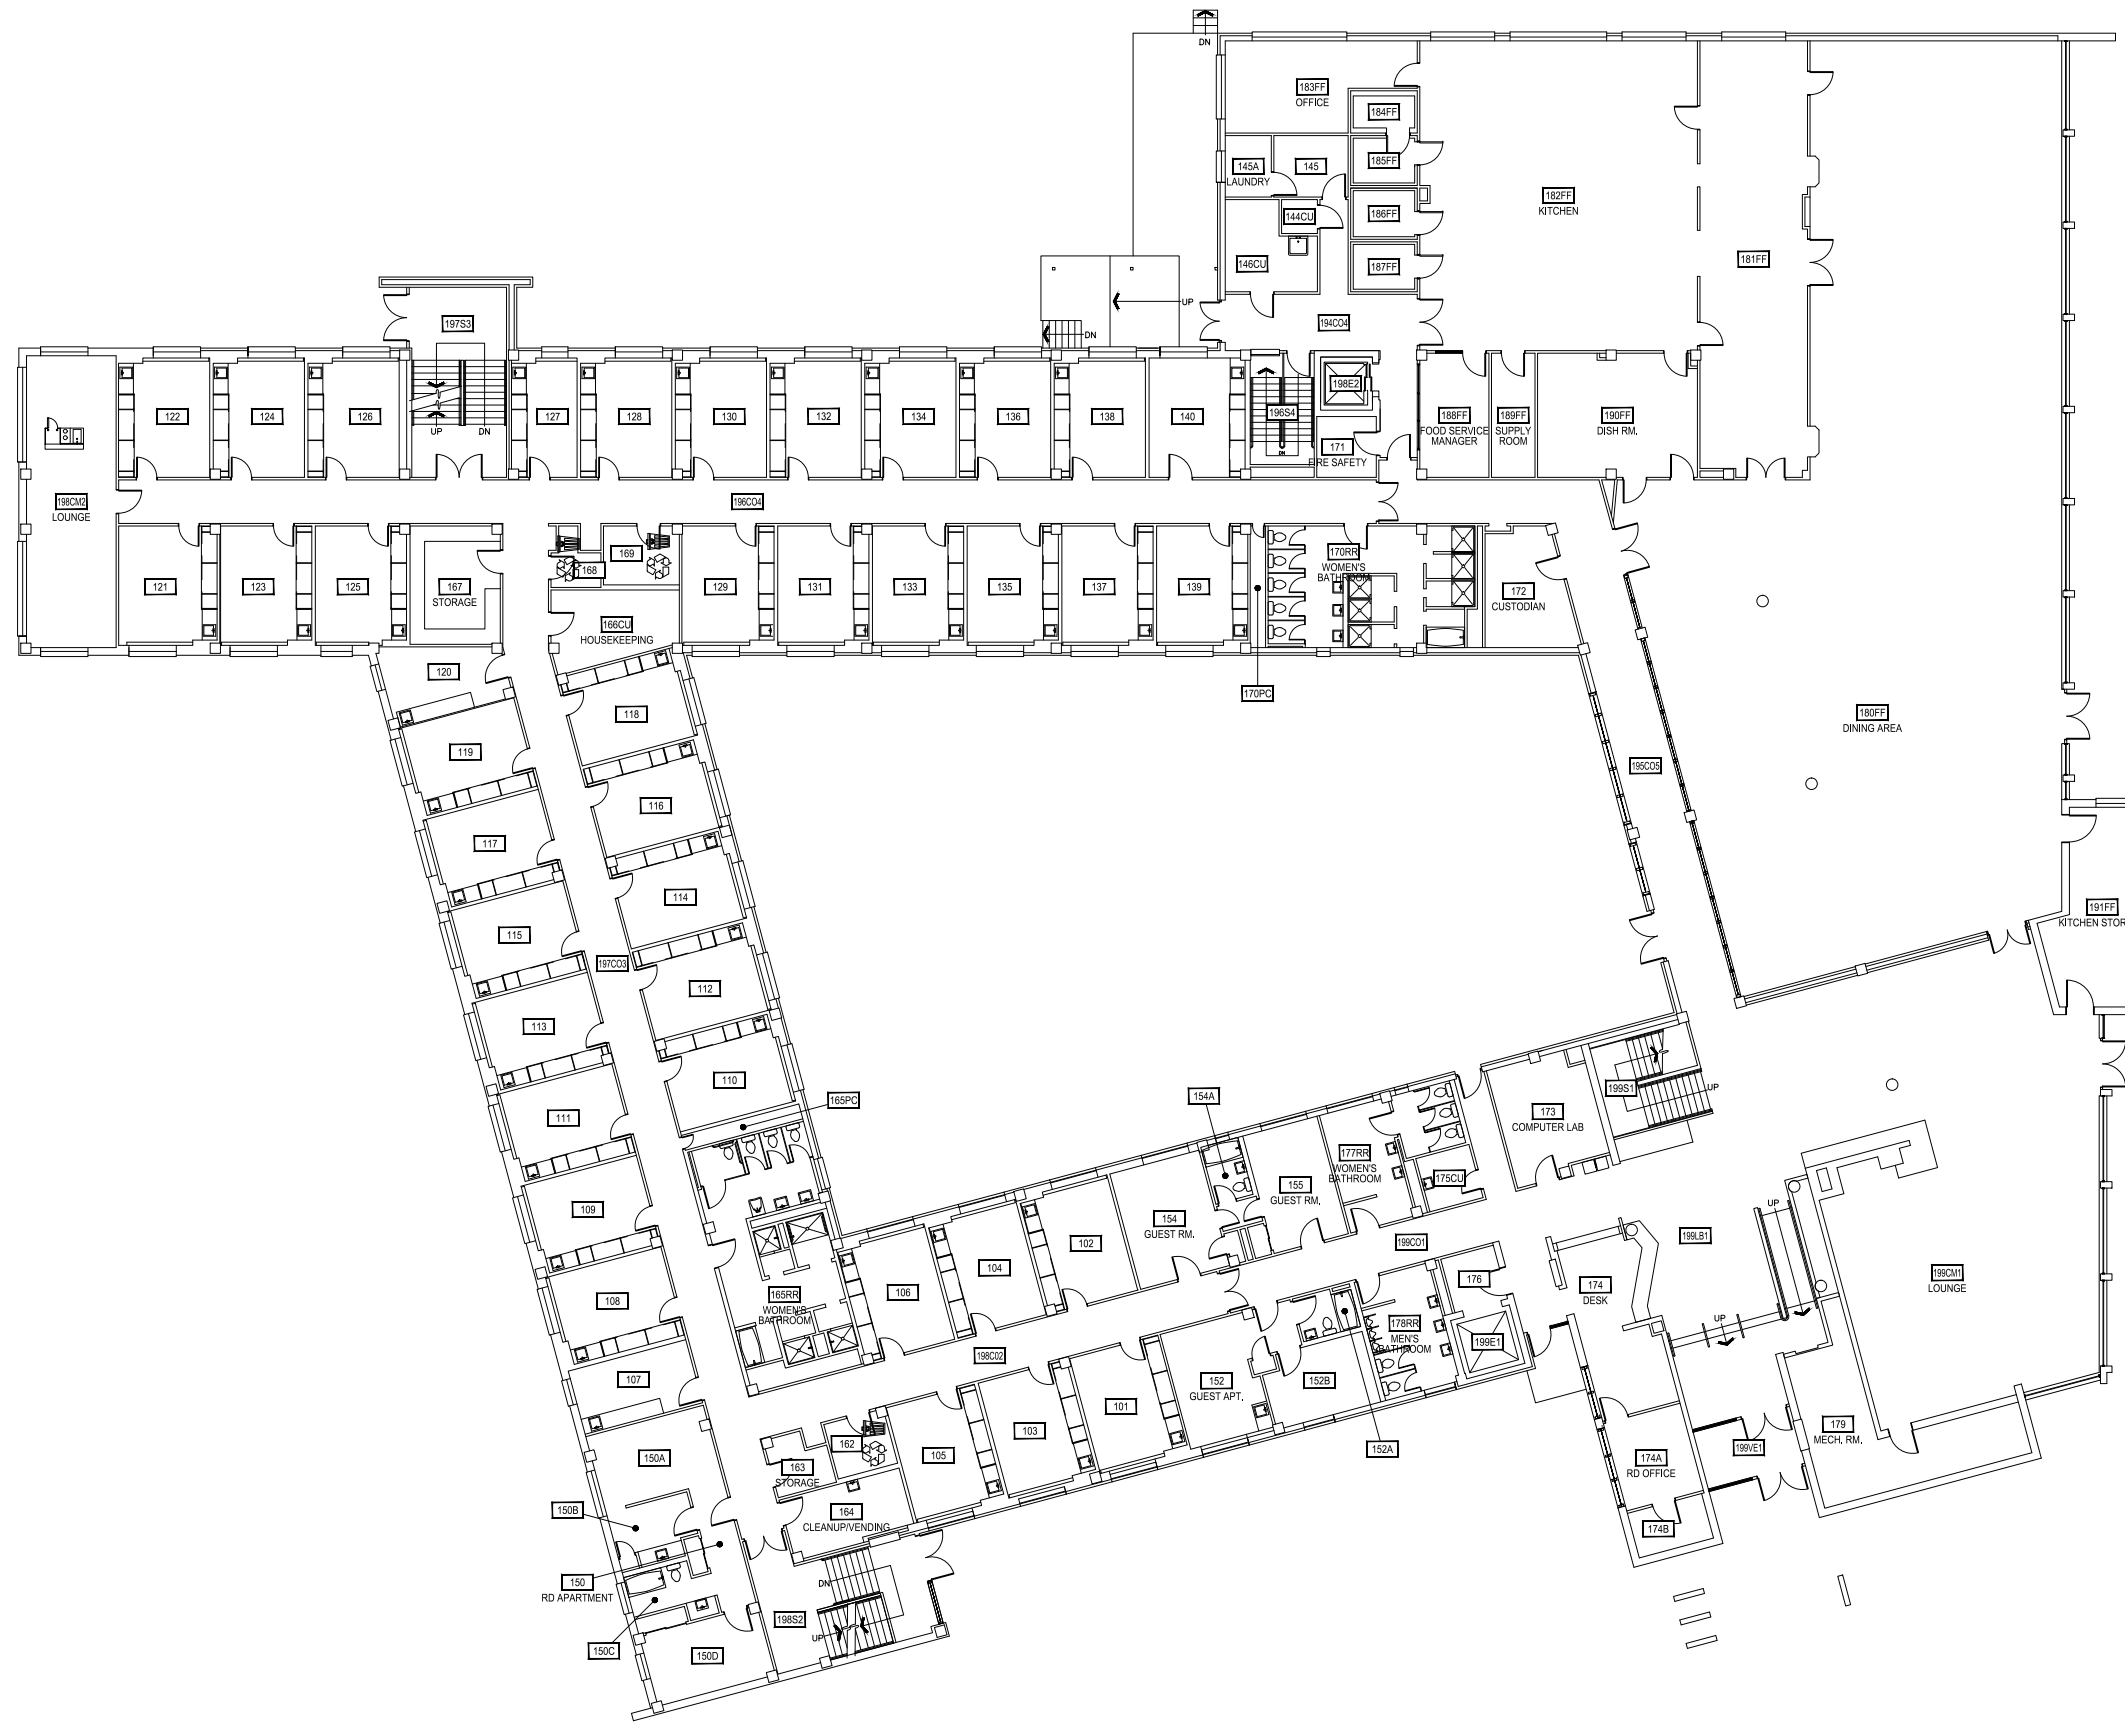 DN
183FF
OFFICE
184FF
145A
LAUNDRY
145
185FF
182FF
KITCHEN
144CU
186FF
146CU
187FF
181FF
UP
DN
197S3
194CO4
198E2
122
124
126
UP
DN
127
128
130
132
134
136
138
140
196S4
DN
171
FIRE SAFETY
188FF
FOOD SERVICE
MANAGER
189FF
SUPPLY
ROOM
190FF
DISH RM.
198CM2
LOUNGE
196CO4
121
123
125
167
STORAGE
168
169
166CU
HOUSEKEEPING
129
131
133
135
137
139
170RR
WOMEN'S
BATHROOM
172
CUSTODIAN
170PC
120
118
119
116
117
114
115
197CO3
112
113
110
111
165PC
109
108
107
180FF
DINING AREA
195CO5
191FF
KITCHEN STOR
199S1
UP
173
COMPUTER LAB
154A
177RR
WOMEN'S
BATHROOM
175CU
155
GUEST RM.
154
GUEST RM.
102
104
106
165RR
WOMEN'S
BATHROOM
199CO1
176
174
DESK
UP
199LB1
199CM1
LOUNGE
UP
178RR
MEN'S
BATHROOM
199E1
198C02
152
GUEST APT.
152B
152A
101
103
105
162
163
STORAGE
164
CLEANUP/VENDING
150A
150B
150
RD APARTMENT
150C
150D
DN
198S2
UP
179
MECH. RM.
199VE1
174A
RD OFFICE
174B